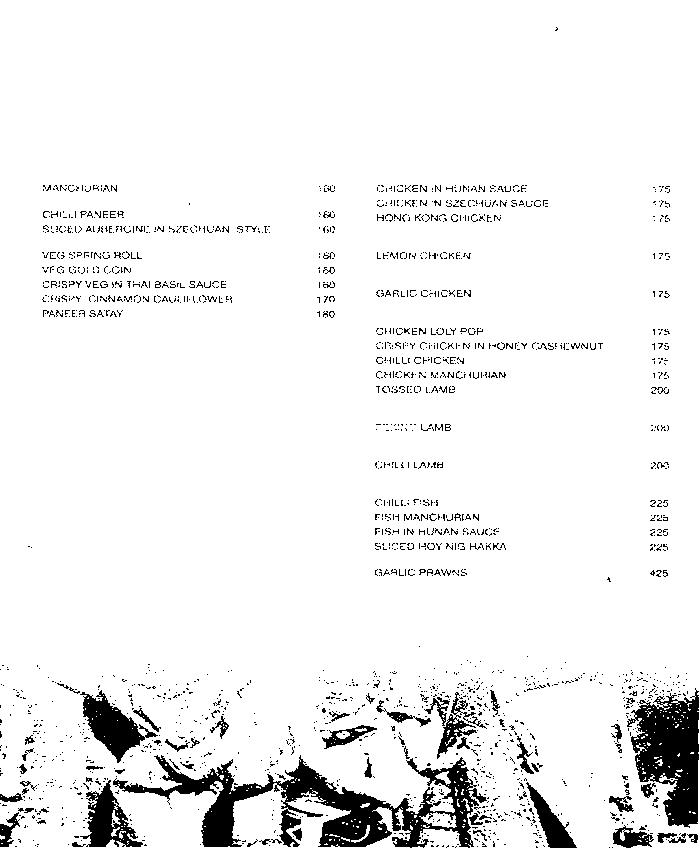 MANCHURIAN 160
CHILLI PANEER 160
SLICED AUBERGINE IN SZECHUAN STYLE 160
VEG SPRING ROLL 160
VEG GOLD COIN 160
CRISPY VEG IN THAI BASIL SAUCE 160
CRISPY CINNAMON CAULIFLOWER 170
PANEER SATAY 180
CHICKEN IN HUNAN SAUCE 175
CHICKEN IN SZECHUAN SAUCE 175
HONG KONG CHICKEN 175
LEMON CHICKEN 175
GARLIC CHICKEN 175
CHICKEN LOLY POP 175
CRISPY CHICKEN IN HONEY CASHEWNUT 175
CHILLI CHICKEN 175
CHICKEN MANCHURIAN 175
TOSSED LAMB 200
LAMB 200
CHILLI LAMB 200
CHILLI FISH 225
FISH MANCHURIAN 225
FISH IN HUNAN SAUCE 225
SLICED HOY NIG HAKKA 225
GARLIC PRAWNS 425